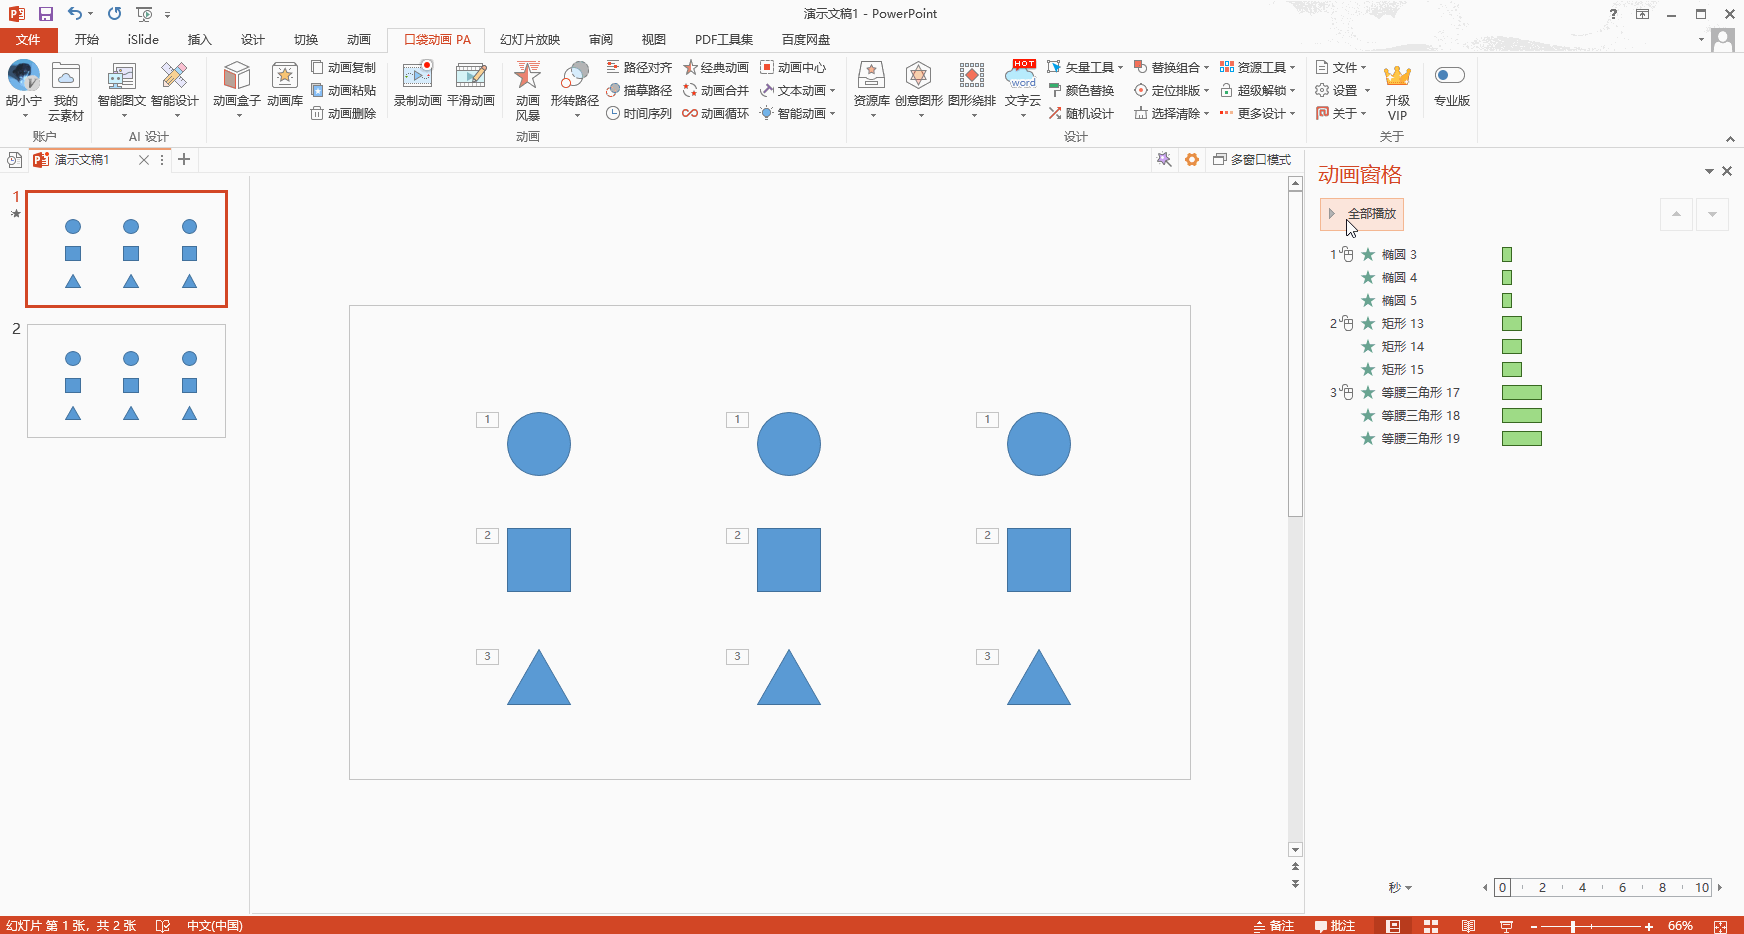 演示文稿1 - PowerPoint
文件 开始 iSlide 插入 设计 切换 动画 口袋动画 PA 幻灯片放映 审阅 视图 PDF工具集 百度网盘
胡小宁
我的
云素材
账户
智能图文 智能设计
AI 设计
动画盒子 动画库
动画复制
动画粘贴
动画删除
录制动画 平滑动画
动画
风暴
形转路径
路径对齐 经典动画 动画中心
描摹路径 动画合并 文本动画
时间序列 动画循环 智能动画
动画
资源库 创意图形 图形绕排
HOT
word
文字云
矢量工具 替换组合 资源工具
颜色替换 定位排版 超级解锁
随机设计 选择清除 更多设计
设计
文件
设置
关于
升级
VIP
关于
专业版
演示文稿1
多窗口模式
1
2
1 1 1
2 2 2
3 3 3
动画窗格
全部播放
1 椭圆 3
椭圆 4
椭圆 5
2 矩形 13
矩形 14
矩形 15
3 等腰三角形 17
等腰三角形 18
等腰三角形 19
秒 0 2 4 6 8 10
幻灯片 第 1 张，共 2 张 中文(中国) 备注 批注 66%